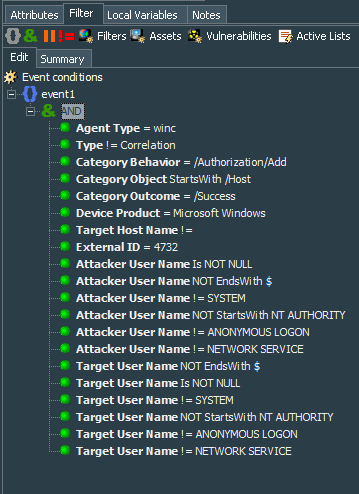 Attributes Filter Local Variables Notes
Filters Assets Vulnerabilities Active Lists
Edit Summary
Event conditions
event1
& AND
Agent Type = winc
Type != Correlation
Category Behavior = /Authorization/Add
Category Object StartsWith /Host
Category Outcome = /Success
Device Product = Microsoft Windows
Target Host Name !=
External ID = 4732
Attacker User Name Is NOT NULL
Attacker User Name NOT EndsWith $
Attacker User Name != SYSTEM
Attacker User Name NOT StartsWith NT AUTHORITY
Attacker User Name != ANONYMOUS LOGON
Attacker User Name != NETWORK SERVICE
Target User Name NOT EndsWith $
Target User Name Is NOT NULL
Target User Name != SYSTEM
Target User Name NOT StartsWith NT AUTHORITY
Target User Name != ANONYMOUS LOGON
Target User Name != NETWORK SERVICE